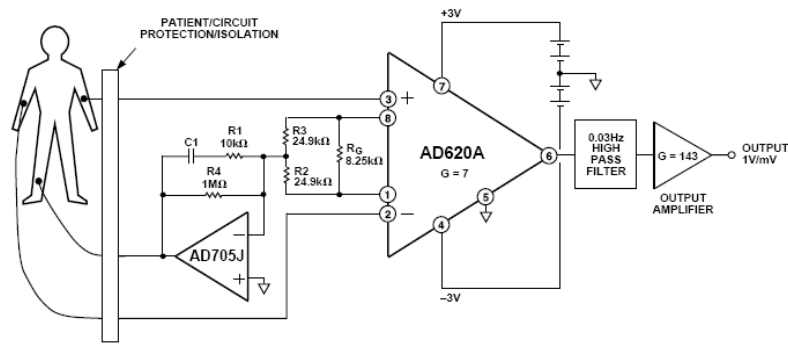 PATIENT/CIRCUIT
PROTECTION/ISOLATION
+3V
7
3
+
8
R1
10kΩ
C1
R3
24.9kΩ
RG
8.25kΩ
AD620A
G = 7
6
0.03Hz
HIGH
PASS
FILTER
G = 143
OUTPUT
1V/mV
OUTPUT
AMPLIFIER
R4
1MΩ
R2
24.9kΩ
1
2
–
5
4
AD705J
–
+
–3V